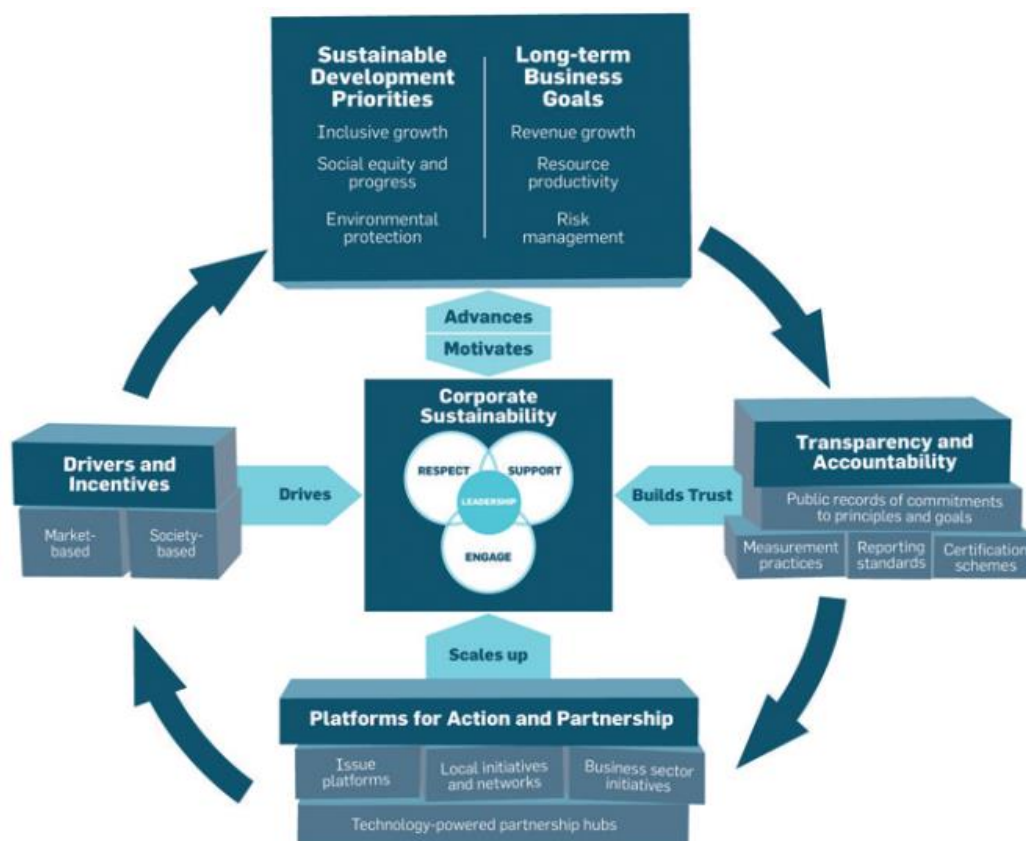 Sustainable
Development
Priorities
Inclusive growth
Social equity and
progress
Environmental
protection
Long-term
Business
Goals
Revenue growth
Resource
productivity
Risk
management
Advances
Motivates
Corporate
Sustainability
RESPECT
SUPPORT
LEADERSHIP
ENGAGE
Drivers and
Incentives
Market-
based
Society-
based
Drives
Builds Trust
Transparency and
Accountability
Public records of commitments
to principles and goals
Measurement
practices
Reporting
standards
Certification
schemes
Scales up
Platforms for Action and Partnership
Issue
platforms
Local initiatives
and networks
Business sector
initiatives
Technology-powered partnership hubs